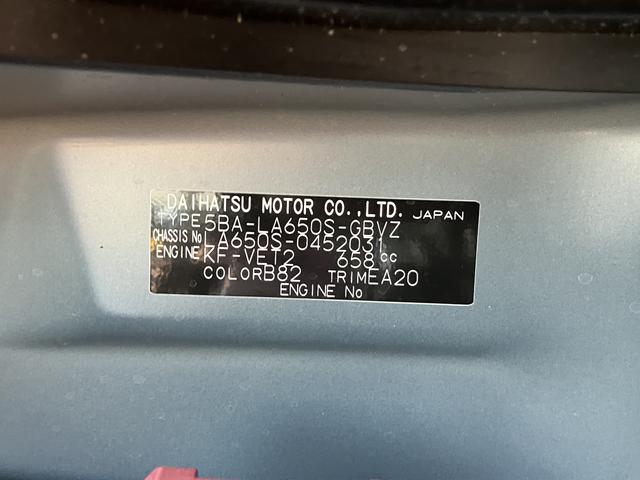 DAIHATSU MOTOR CO.,LTD. JAPAN
TYPE 5BA-LA650S-GBVZ
CHASSIS No LA650S-0452031
ENGINE KF-VET2 658 cc
COLOR B82 TRIM EA20
ENGINE No